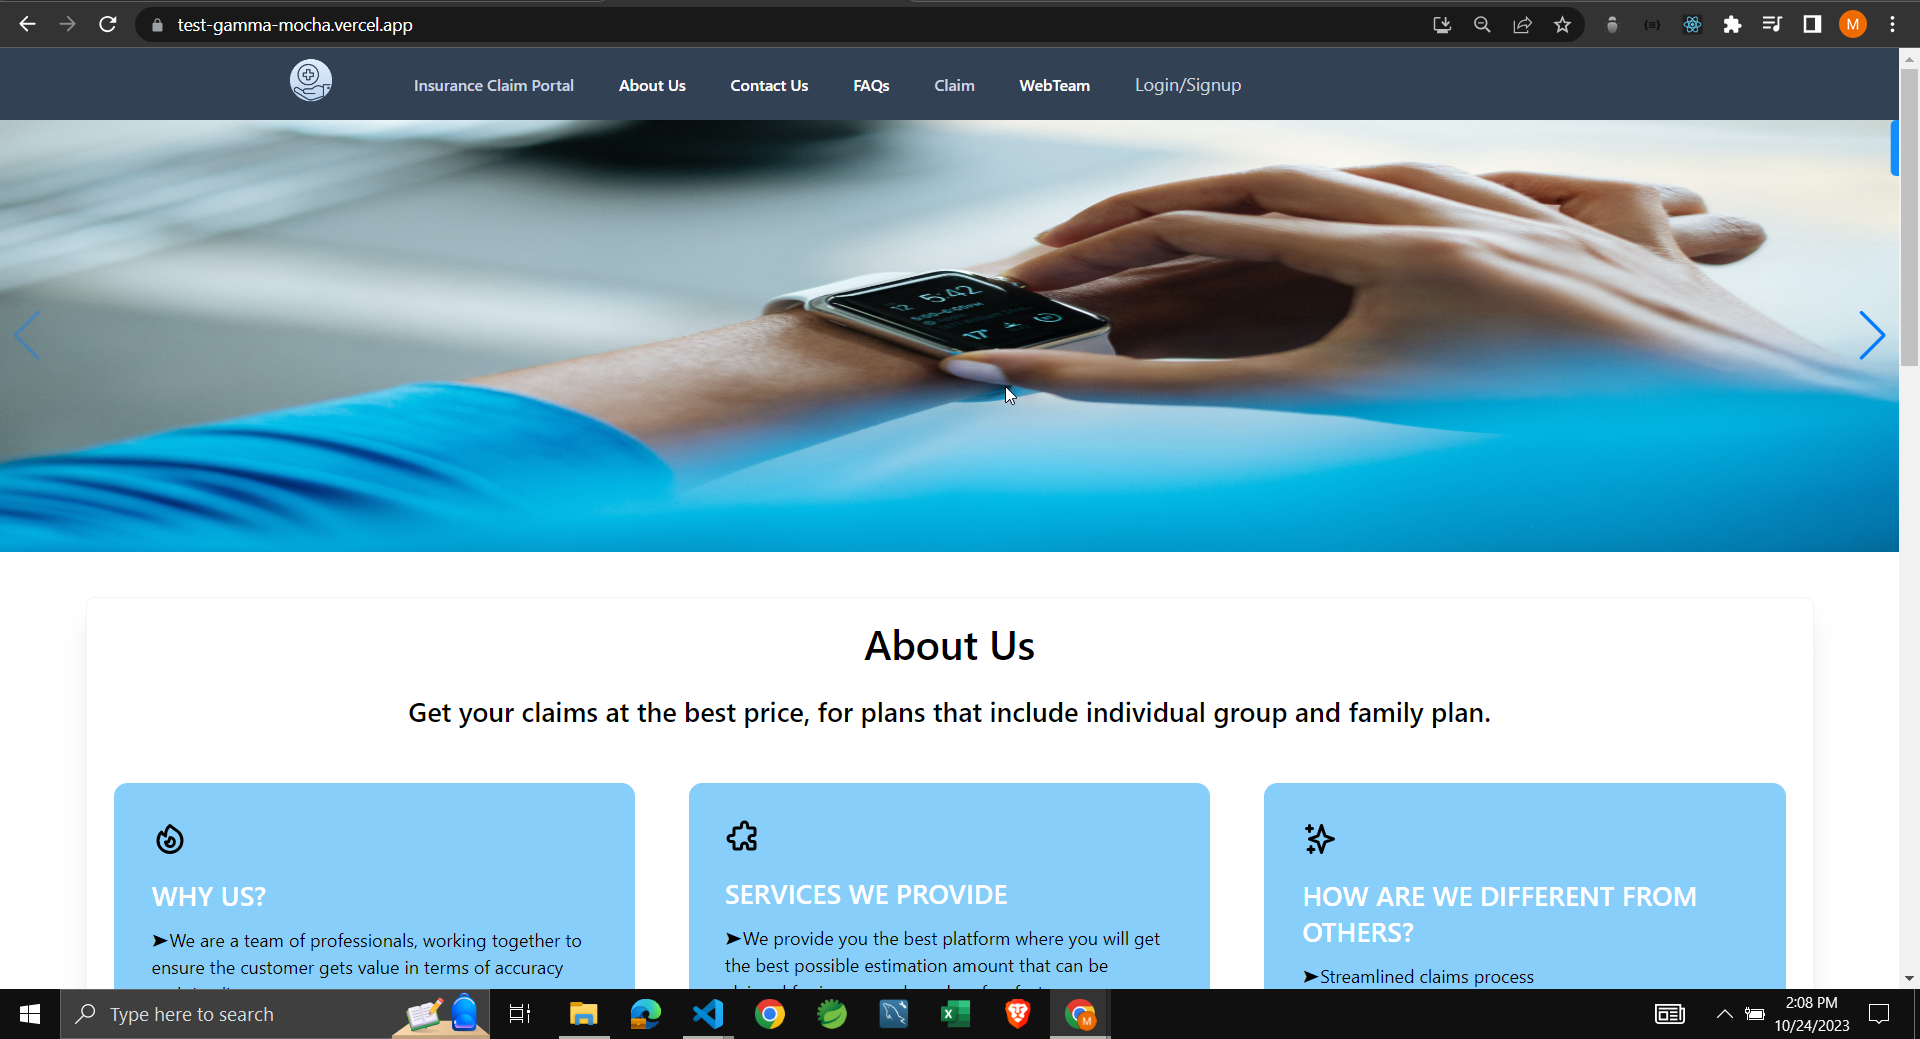 test-gamma-mocha.vercel.app
M
Insurance Claim Portal
About Us
Contact Us
FAQs
Claim
WebTeam
Login/Signup
12
5:42
17°
About Us
Get your claims at the best price, for plans that include individual group and family plan.
WHY US?
➤We are a team of professionals, working together to
ensure the customer gets value in terms of accuracy
SERVICES WE PROVIDE
➤We provide you the best platform where you will get
the best possible estimation amount that can be
HOW ARE WE DIFFERENT FROM
OTHERS?
➤Streamlined claims process
Type here to search
M
2:08 PM
10/24/2023